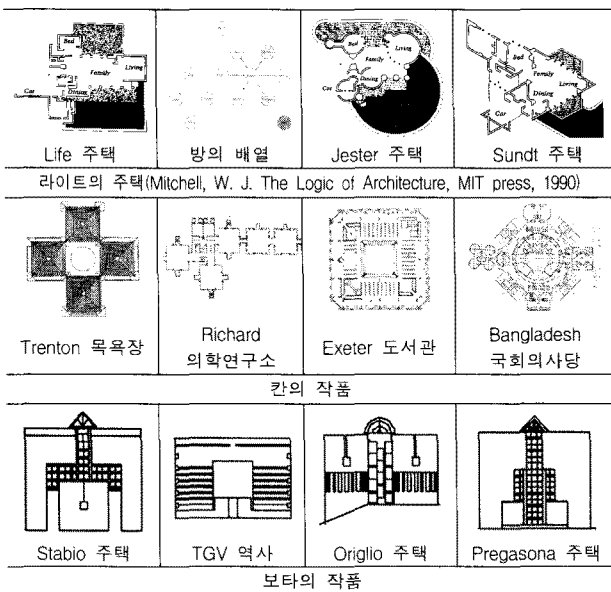 Bed
Living
Family
Car
Dining
Bed
Living
Family
Dining
Car
Bed
Family
Living
Dining
Car
Life 주택
방의 배열
Jester 주택
Sundt 주택
라이트의 주택(Mitchell, W. J. The Logic of Architecture, MIT press, 1990)
Trenton 목욕장
Richard
의학연구소
Exeter 도서관
Bangladesh
국회의사당
칸의 작품
Stabio 주택
TGV 역사
Origlio 주택
Pregasona 주택
보타의 작품